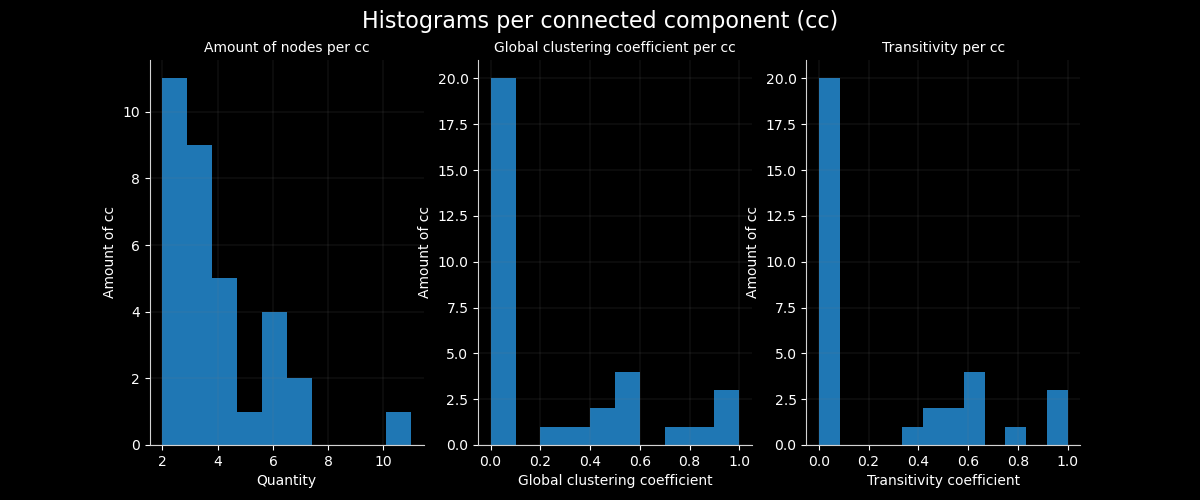 Histograms per connected component (cc)
Amount of nodes per cc
Amount of cc
10
8
6
4
2
0
2 4 6 8 10
Quantity
Global clustering coefficient per cc
Amount of cc
20.0
17.5
15.0
12.5
10.0
7.5
5.0
2.5
0.0
0.0 0.2 0.4 0.6 0.8 1.0
Global clustering coefficient
Transitivity per cc
Amount of cc
20.0
17.5
15.0
12.5
10.0
7.5
5.0
2.5
0.0
0.0 0.2 0.4 0.6 0.8 1.0
Transitivity coefficient